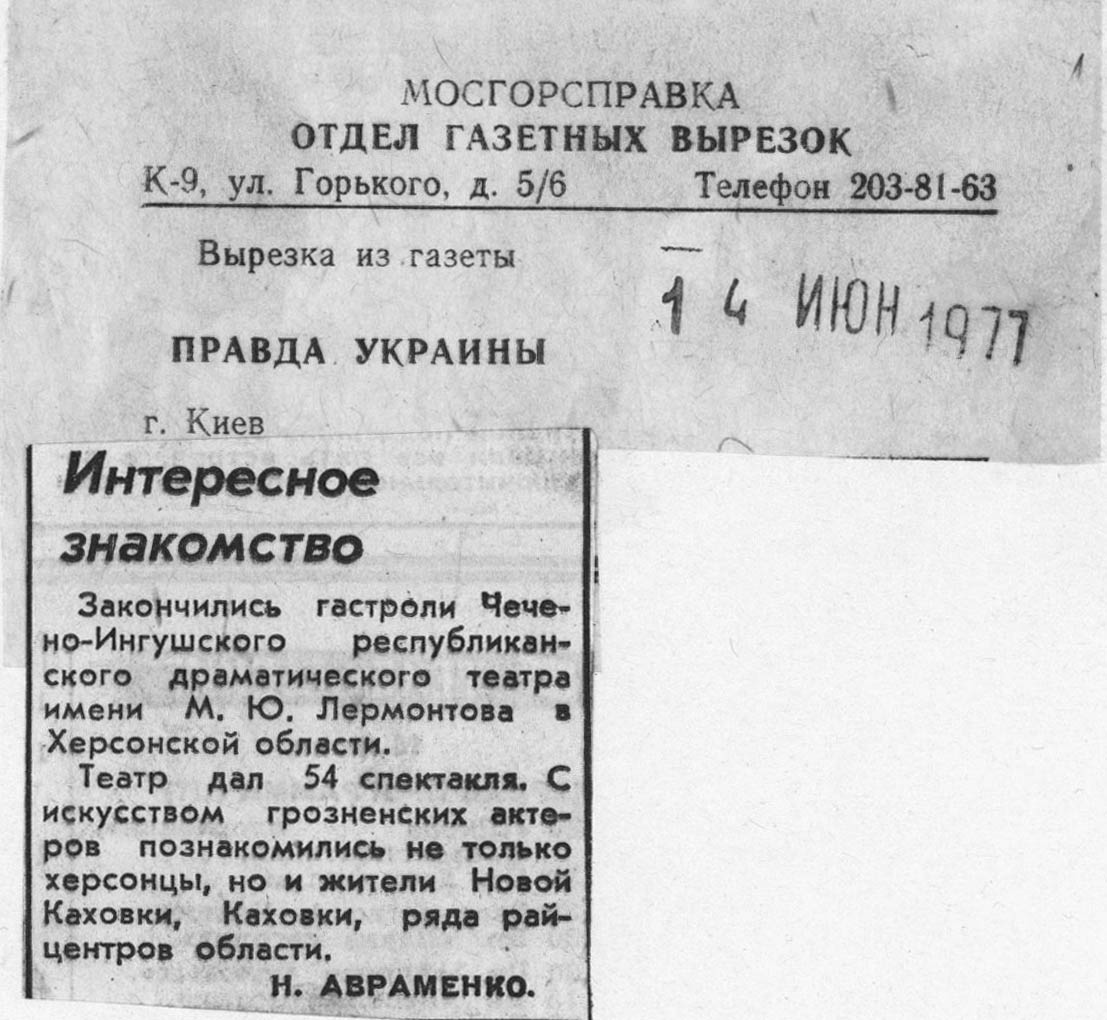 МОСГОРСПРАВКА
ОТДЕЛ ГАЗЕТНЫХ ВЫРЕЗОК
К-9, ул. Горького, д. 5/6 Телефон 203-81-63
Вырезка из газеты
14 ИЮН 1977
ПРАВДА УКРАИНЫ
г. Киев
Интересное
знакомство
Закончились гастроли Чече-
но-Ингушского республикан-
ского драматического театра
имени М. Ю. Лермонтова в
Херсонской области.
Театр дал 54 спектакля. С
искусством грозненских акте-
ров познакомились не только
херсонцы, но и жители Новой
Каховки, Каховки, ряда рай-
центров области.
Н. АВРАМЕНКО.